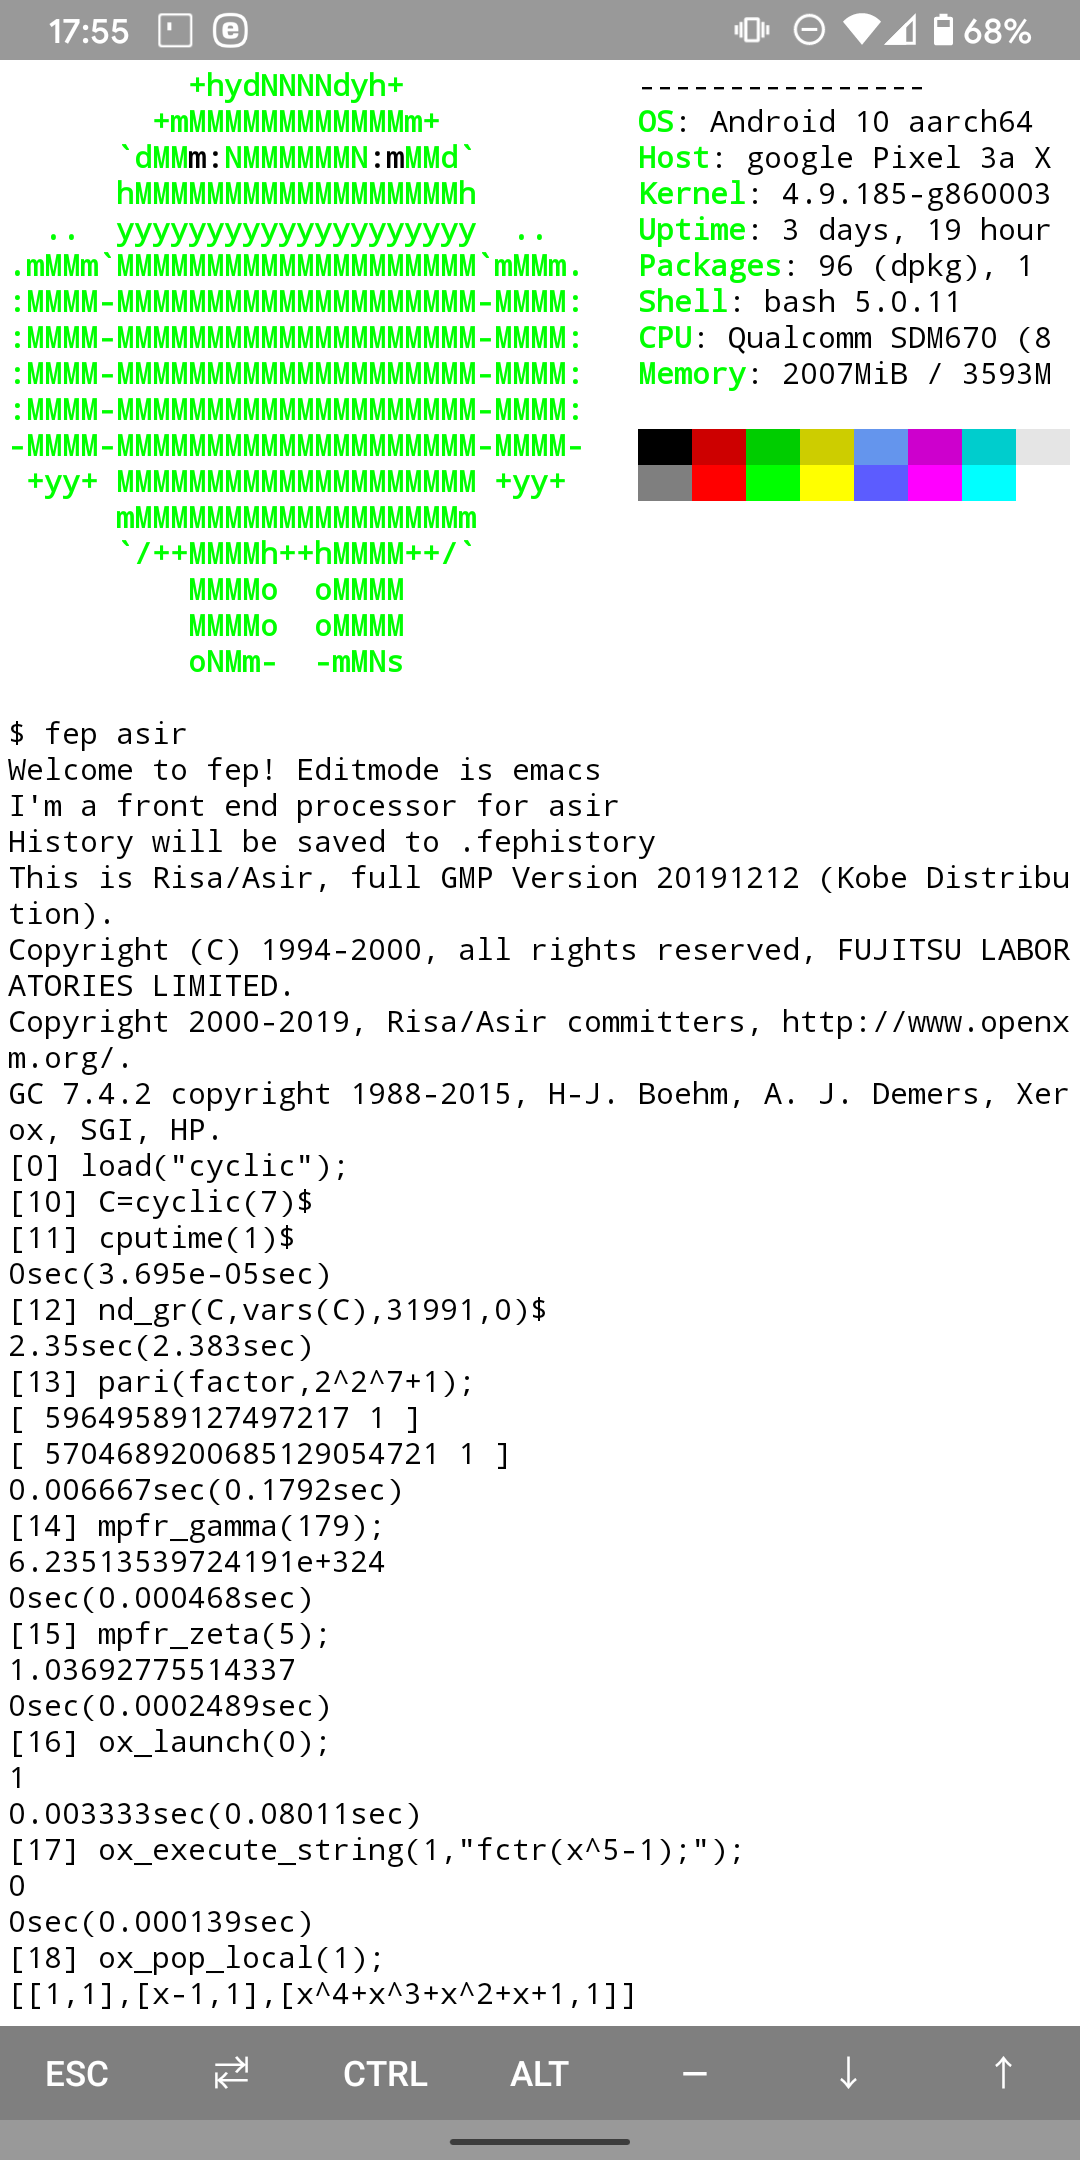 17:55 68%
+hydNNNNdyh+ ----------------
+mMMMMMMMMMMMMm+ OS: Android 10 aarch64
`dMMm:NMMMMMMN:mMMd` Host: google Pixel 3a X
hMMMMMMMMMMMMMMMMMMh Kernel: 4.9.185-g860003
.. yyyyyyyyyyyyyyyyyyyy .. Uptime: 3 days, 19 hour
.mMMm`MMMMMMMMMMMMMMMMMMMM`mMMm. Packages: 96 (dpkg), 1
:MMMM-MMMMMMMMMMMMMMMMMMMM-MMMM: Shell: bash 5.0.11
:MMMM-MMMMMMMMMMMMMMMMMMMM-MMMM: CPU: Qualcomm SDM670 (8
:MMMM-MMMMMMMMMMMMMMMMMMMM-MMMM: Memory: 2007MiB / 3593M
:MMMM-MMMMMMMMMMMMMMMMMMMM-MMMM:
-MMMM-MMMMMMMMMMMMMMMMMMMM-MMMM-
+yy+ MMMMMMMMMMMMMMMMMMMM +yy+
mMMMMMMMMMMMMMMMMMMm
`/++MMMMh++hMMMM++/`
MMMMo oMMMM
MMMMo oMMMM
oNMm- -mMNs
$ fep asir
Welcome to fep! Editmode is emacs
I'm a front end processor for asir
History will be saved to .fephistory
This is Risa/Asir, full GMP Version 20191212 (Kobe Distribu
tion).
Copyright (C) 1994-2000, all rights reserved, FUJITSU LABOR
ATORIES LIMITED.
Copyright 2000-2019, Risa/Asir committers, http://www.openx
m.org/.
GC 7.4.2 copyright 1988-2015, H-J. Boehm, A. J. Demers, Xer
ox, SGI, HP.
[0] load("cyclic");
[10] C=cyclic(7)$
[11] cputime(1)$
0sec(3.695e-05sec)
[12] nd_gr(C,vars(C),31991,0)$
2.35sec(2.383sec)
[13] pari(factor,2^2^7+1);
[ 59649589127497217 1 ]
[ 5704689200685129054721 1 ]
0.006667sec(0.1792sec)
[14] mpfr_gamma(179);
6.23513539724191e+324
0sec(0.000468sec)
[15] mpfr_zeta(5);
1.03692775514337
0sec(0.0002489sec)
[16] ox_launch(0);
1
0.003333sec(0.08011sec)
[17] ox_execute_string(1,"fctr(x^5-1);");
0
0sec(0.000139sec)
[18] ox_pop_local(1);
[[1,1],[x-1,1],[x^4+x^3+x^2+x+1,1]]
ESC ⇄ CTRL ALT — ↓ ↑